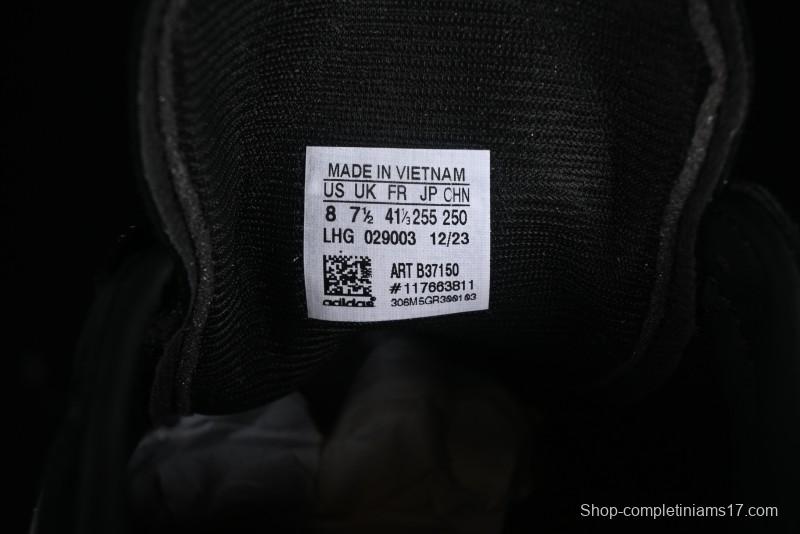 MADE IN VIETNAM
US UK FR JP CHN
8 7½ 41⅓ 255 250
LHG 029003 12/23
ART B37150
#117663811
adidas 306M5GR300103
Shop-completiniams17.com